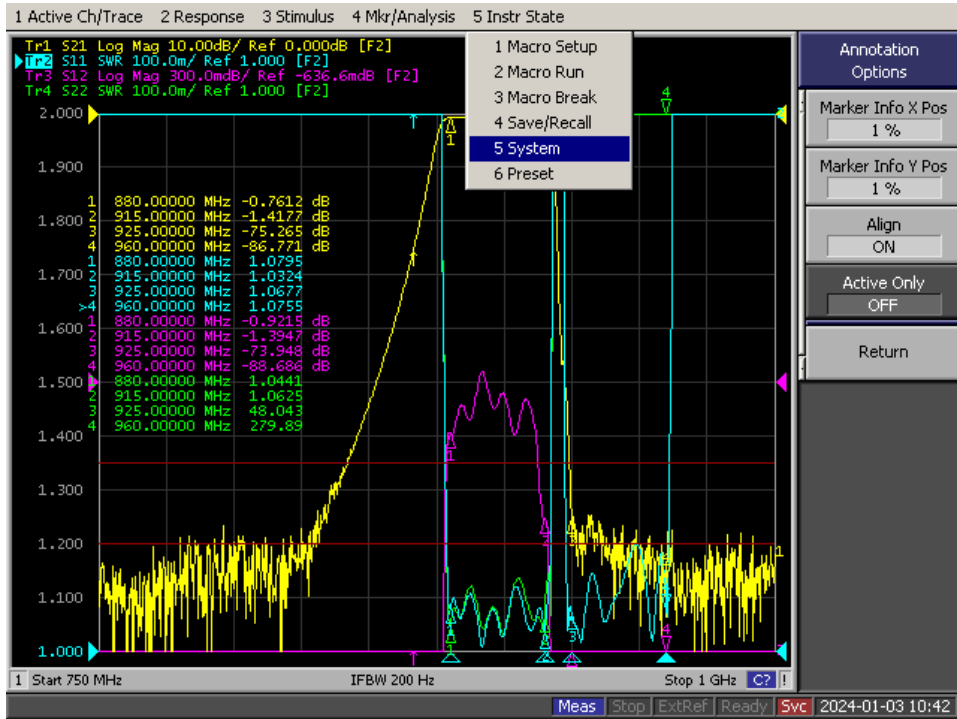 1 Active Ch/Trace 2 Response 3 Stimulus 4 Mkr/Analysis 5 Instr State
Tr1 S21 Log Mag 10.00dB/ Ref 0.000dB [F2]
Tr2 S11 SWR 100.0m/ Ref 1.000 [F2]
Tr3 S12 Log Mag 300.0mdB/ Ref -636.6mdB [F2]
Tr4 S22 SWR 100.0m/ Ref 1.000 [F2]
1 Macro Setup
2 Macro Run
3 Macro Break
4 Save/Recall
5 System
6 Preset
2.000
1.900
1.800
1.700
1.600
1.500
1.400
1.300
1.200
1.100
1.000
1 880.00000 MHz -0.7612 dB
2 915.00000 MHz -1.4177 dB
3 925.00000 MHz -75.265 dB
4 960.00000 MHz -86.771 dB
1 880.00000 MHz 1.0795
2 915.00000 MHz 1.0324
3 925.00000 MHz 1.0677
>4 960.00000 MHz 1.0755
1 880.00000 MHz -0.9215 dB
2 915.00000 MHz -1.3947 dB
3 925.00000 MHz -73.948 dB
4 960.00000 MHz -88.686 dB
1 880.00000 MHz 1.0441
2 915.00000 MHz 1.0625
3 925.00000 MHz 48.043
4 960.00000 MHz 279.89
4
1
1
1
3
4
1
1 Start 750 MHz IFBW 200 Hz Stop 1 GHz C? !
Annotation
Options
Marker Info X Pos
1 %
Marker Info Y Pos
1 %
Align
ON
Active Only
OFF
Return
Meas Stop ExtRef Ready Svc 2024-01-03 10:42